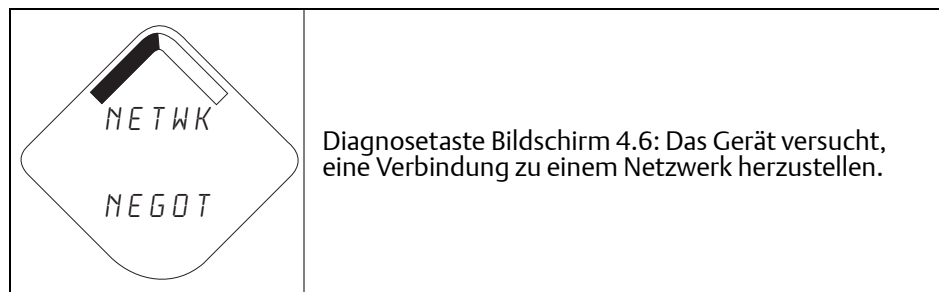 NETWK
NEGOT
Diagnosetaste Bildschirm 4.6: Das Gerät versucht,
eine Verbindung zu einem Netzwerk herzustellen.